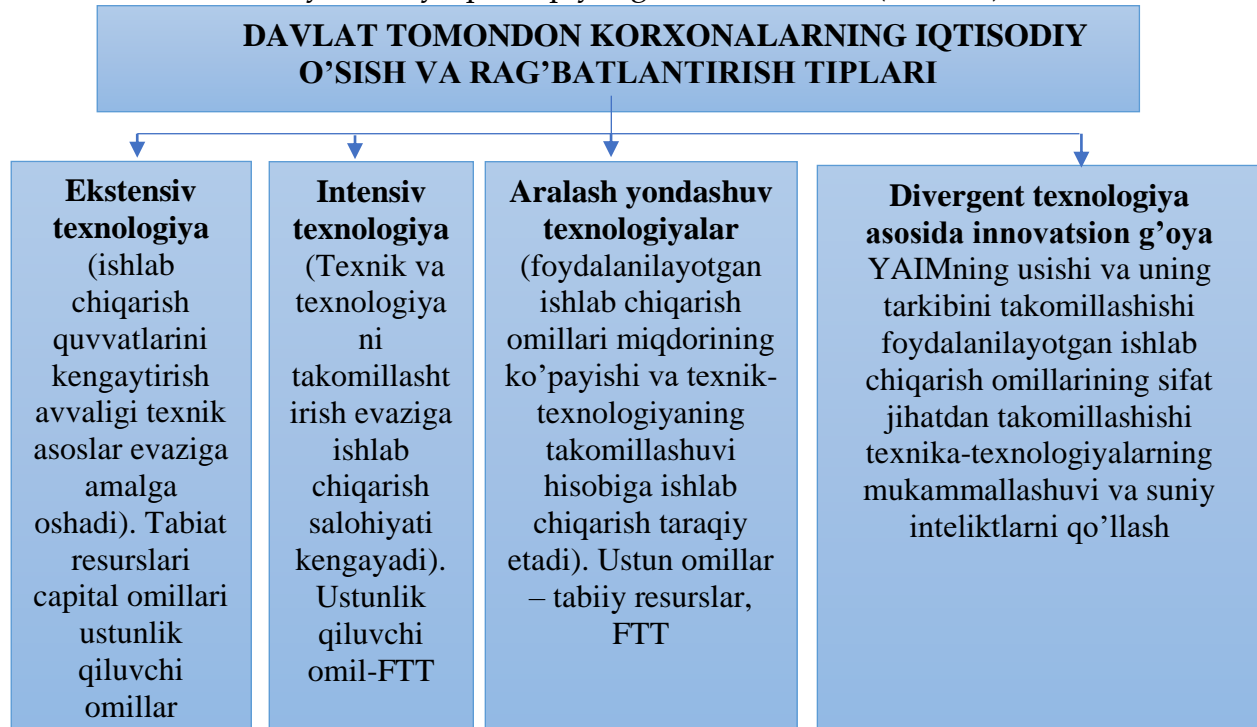 DAVLAT TOMONDON KORXONALARNING IQTISODIY
O’SISH VA RAG’BATLANTIRISH TIPLARI
Ekstensiv
texnologiya
(ishlab
chiqarish
quvvatlarini
kengaytirish
avvaligi texnik
asoslar evaziga
amalga
oshadi). Tabiat
resurslari
capital omillari
ustunlik
qiluvchi
omillar
Intensiv
texnologiya
(Texnik va
texnologiya
ni
takomillasht
irish evaziga
ishlab
chiqarish
salohiyati
kengayadi).
Ustunlik
qiluvchi
omil-FTT
Aralash yondashuv
texnologiyalar
(foydalanilayotgan
ishlab chiqarish
omillari miqdorining
ko’payishi va texnik-
texnologiyaning
takomillashuvi
hisobiga ishlab
chiqarish taraqiy
etadi). Ustun omillar
– tabiiy resurslar,
FTT
Divergent texnologiya
asosida innovatsion g’oya
YAIMning usishi va uning
tarkibini takomillashishi
foydalanilayotgan ishlab
chiqarish omillarining sifat
jihatdan takomillashishi
texnika-texnologiyalarning
mukammallashuvi va suniy
inteliktlarni qo’llash